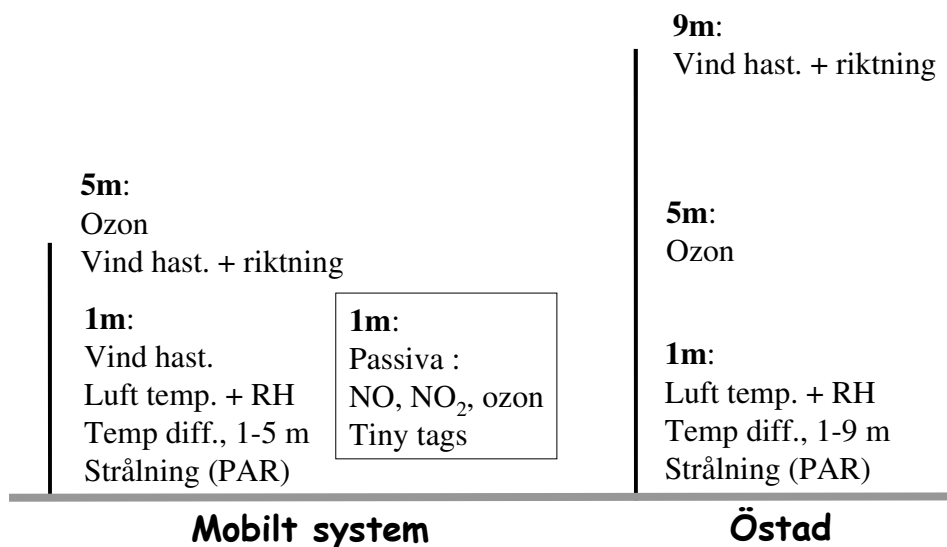 5m:
Ozon
Vind hast. + riktning
1m:
Vind hast.
Luft temp. + RH
Temp diff., 1-5 m
Strålning (PAR)
1m:
Passiva :
NO, NO₂, ozon
Tiny tags
Mobilt system
9m:
Vind hast. + riktning
5m:
Ozon
1m:
Luft temp. + RH
Temp diff., 1-9 m
Strålning (PAR)
Östad